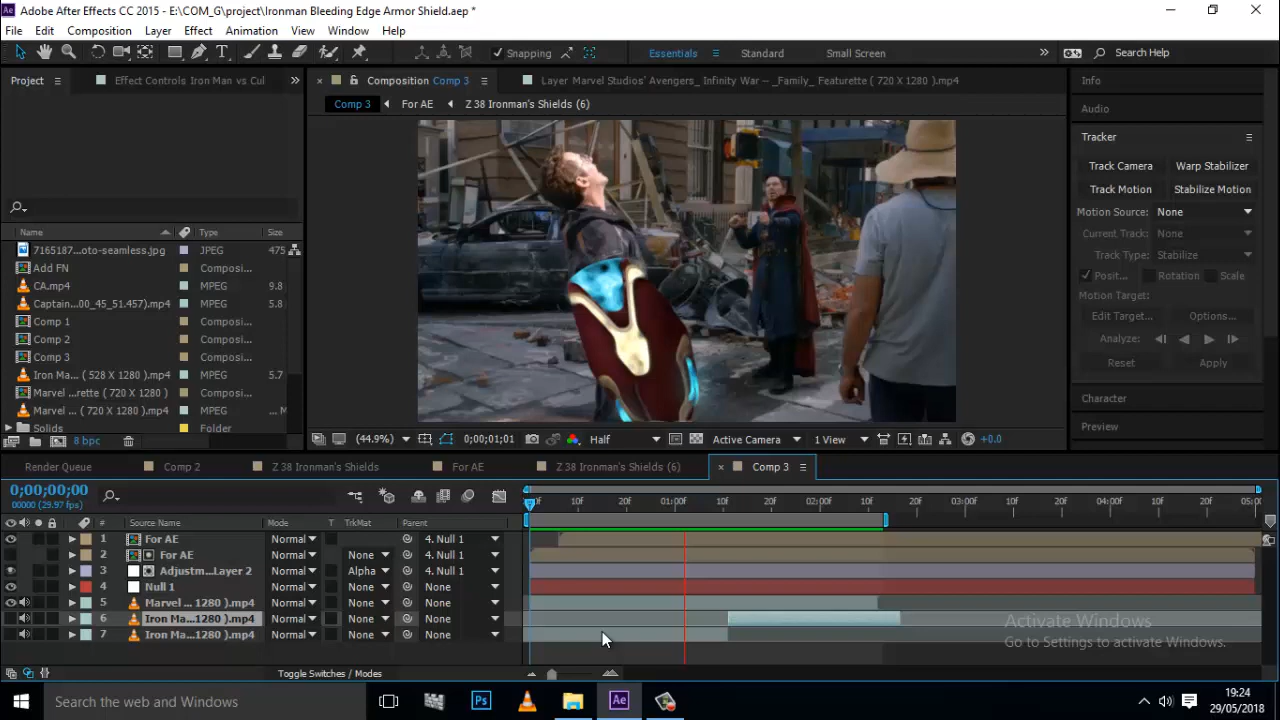 Adobe After Effects CC 2015 - E:\COM_G\project\Ironman Bleeding Edge Armor Shield.aep *
File Edit Composition Layer Effect Animation View Window Help
Snapping Essentials Standard Small Screen Search Help
Project Effect Controls Iron Man vs Cul
Composition Comp 3 Layer Marvel Studios' Avengers_ Infinity War -- _Family_ Featurette ( 720 X 1280 ).mp4
Comp 3 For AE Z 38 Ironman's Shields (6)
Info
Audio
Tracker
Track Camera Warp Stabilizer
Track Motion Stabilize Motion
Motion Source: None
Current Track: None
Track Type: Stabilize
Posit... Rotation Scale
Motion Target:
Edit Target... Options...
Analyze:
Reset Apply
Character
Preview
Name Type Size
7165187...oto-seamless.jpg JPEG 475
Add FN Composi...
CA.mp4 MPEG 9.8
Captain...00_45_51.457).mp4 MPEG 5.8
Comp 1 Composi...
Comp 2 Composi...
Comp 3 Composi...
Iron Ma... ( 528 X 1280 ).mp4 MPEG 5.7
Marvel ...rette ( 720 X 1280 ) Composi...
Marvel ... ( 720 X 1280 ).mp4 MPEG ... M
Solids Folder
8 bpc
(44.9%) 0;00;01;01 Half Active Camera 1 View +0.0
Render Queue Comp 2 Z 38 Ironman's Shields For AE Z 38 Ironman's Shields (6) Comp 3
0;00;00;00
00000 (29.97 fps)
10f 20f 01:00f 10f 20f 02:00f 10f 20f 03:00f 10f 20f 04:00f 10f 20f 05:0
# Source Name Mode T TrkMat Parent
1 For AE Normal 4. Null 1
2 For AE Normal None 4. Null 1
3 Adjustm...Layer 2 Normal Alpha 4. Null 1
4 Null 1 Normal None None
5 Marvel ... 1280 ).mp4 Normal None None
6 Iron Ma...1280 ).mp4 Normal None None
7 Iron Ma...1280 ).mp4 Normal None None
Activate Windows
Go to Settings to activate Windows.
Toggle Switches / Modes
Search the web and Windows
Ps Ae
19:24
29/05/2018